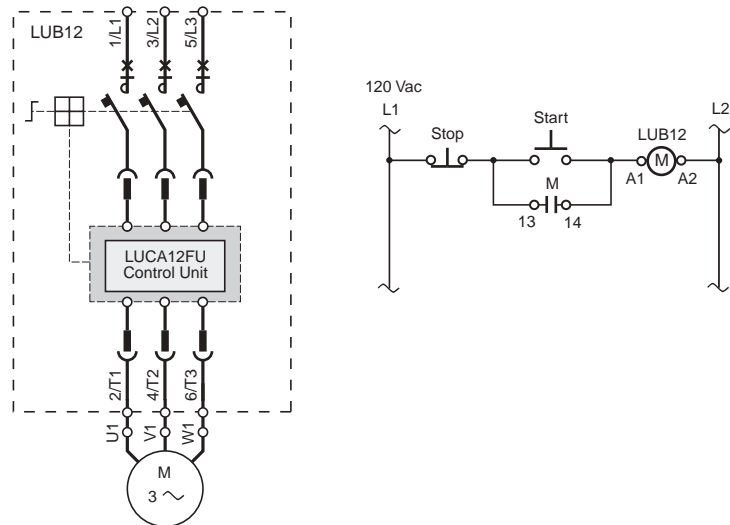 LUB12
1/L1
3/L2
5/L3
LUCA12FU
Control Unit
2/T1
4/T2
6/T3
U1
V1
W1
M
3 ~
120 Vac
L1
L2
Stop
Start
LUB12
M
A1
A2
M
13
14